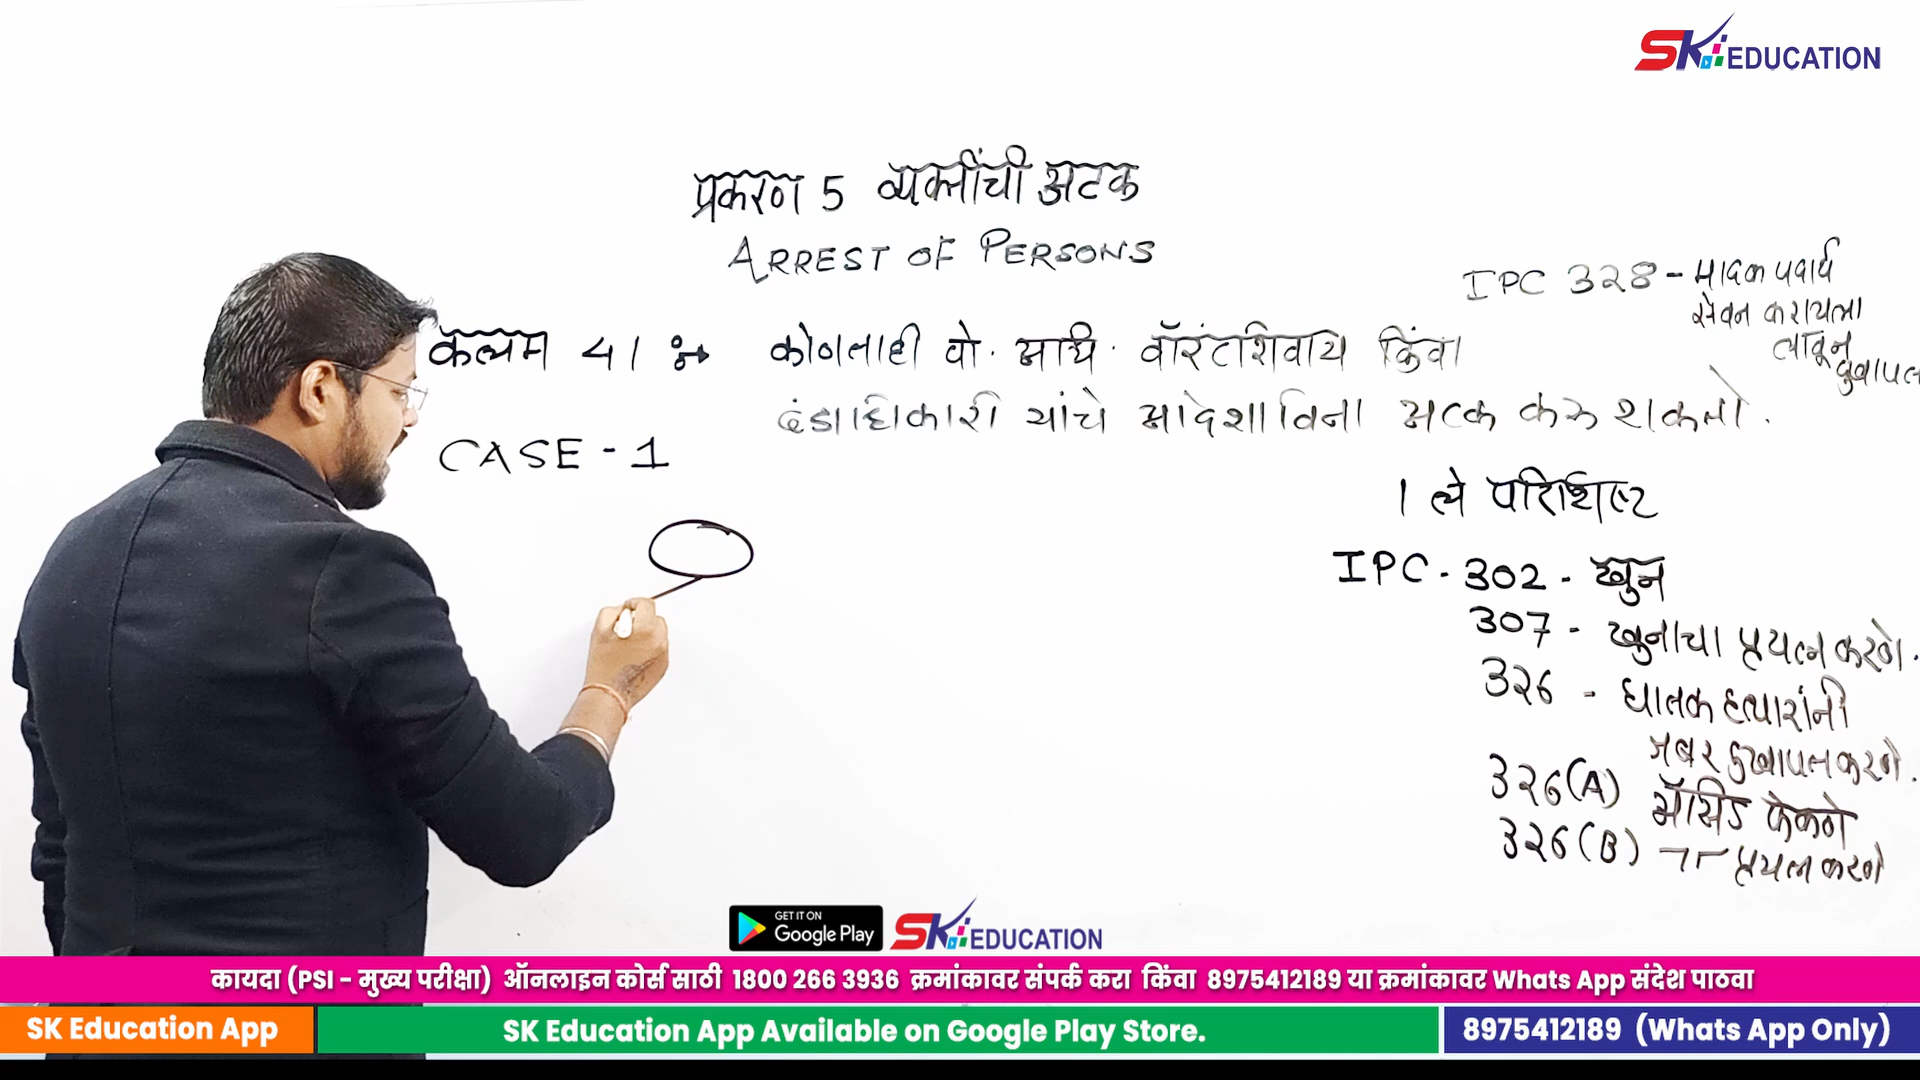 SK EDUCATION
प्रकरण 5 व्यक्तींची अटक
ARREST OF PERSONS
IPC 328 - मादक पदार्थ
सेवन करायला
लावून
दुखापत
कलम 41 कोणताही पो. अधि. वॉरंटशिवाय किंवा
दंडाधिकारी यांचे आदेशाविना अटक करू शकतो.
CASE - 1
1 ले परिशिष्ट
IPC - 302 - खुन
307 - खुनाचा प्रयत्न करणे.
326 - घातक हत्यारांनी
जबर दुखापत करणे.
326(A) अॅसिड फेकणे
326(B) प्रयत्न करणे
GET IT ON
Google Play
SK EDUCATION
कायदा (PSI - मुख्य परीक्षा) ऑनलाइन कोर्स साठी 1800 266 3936 क्रमांकावर संपर्क करा किंवा 8975412189 या क्रमांकावर Whats App संदेश पाठवा
SK Education App
SK Education App Available on Google Play Store.
8975412189 (Whats App Only)